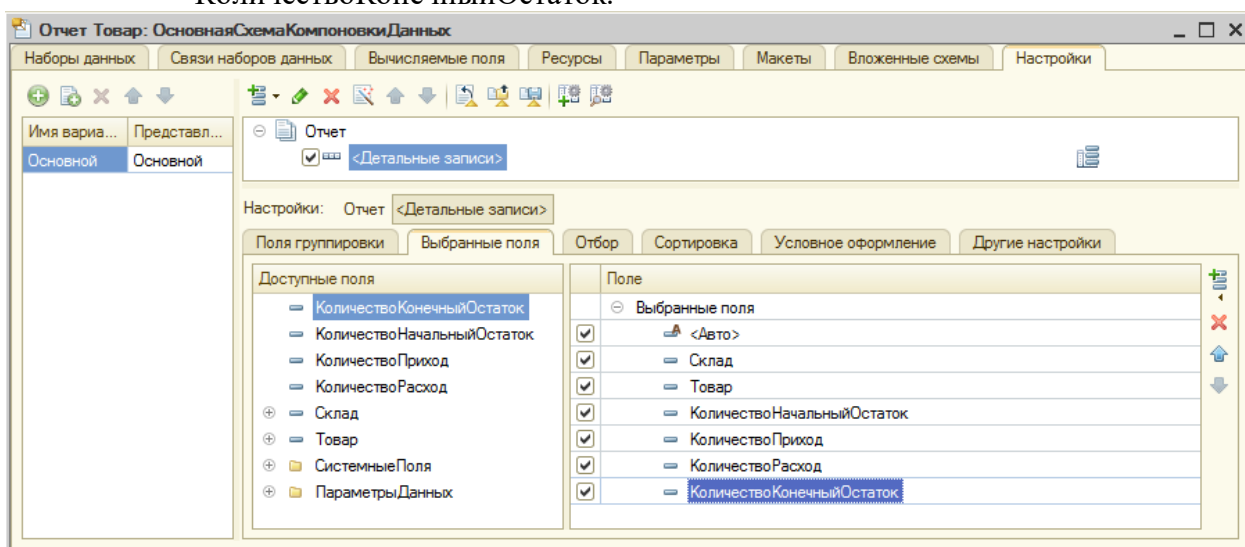 КоличествоКонечныйОстаток.
Отчет Товар: ОсновнаяСхемаКомпоновкиДанных
Наборы данных Связи наборов данных Вычисляемые поля Ресурсы Параметры Макеты Вложенные схемы Настройки
Имя вариа... Представл...
Основной Основной
Отчет
<Детальные записи>
Настройки: Отчет <Детальные записи>
Поля группировки Выбранные поля Отбор Сортировка Условное оформление Другие настройки
Доступные поля
КоличествоКонечныйОстаток
КоличествоНачальныйОстаток
КоличествоПриход
КоличествоРасход
Склад
Товар
СистемныеПоля
ПараметрыДанных
Поле
Выбранные поля
<Авто>
Склад
Товар
КоличествоНачальныйОстаток
КоличествоПриход
КоличествоРасход
КоличествоКонечныйОстаток